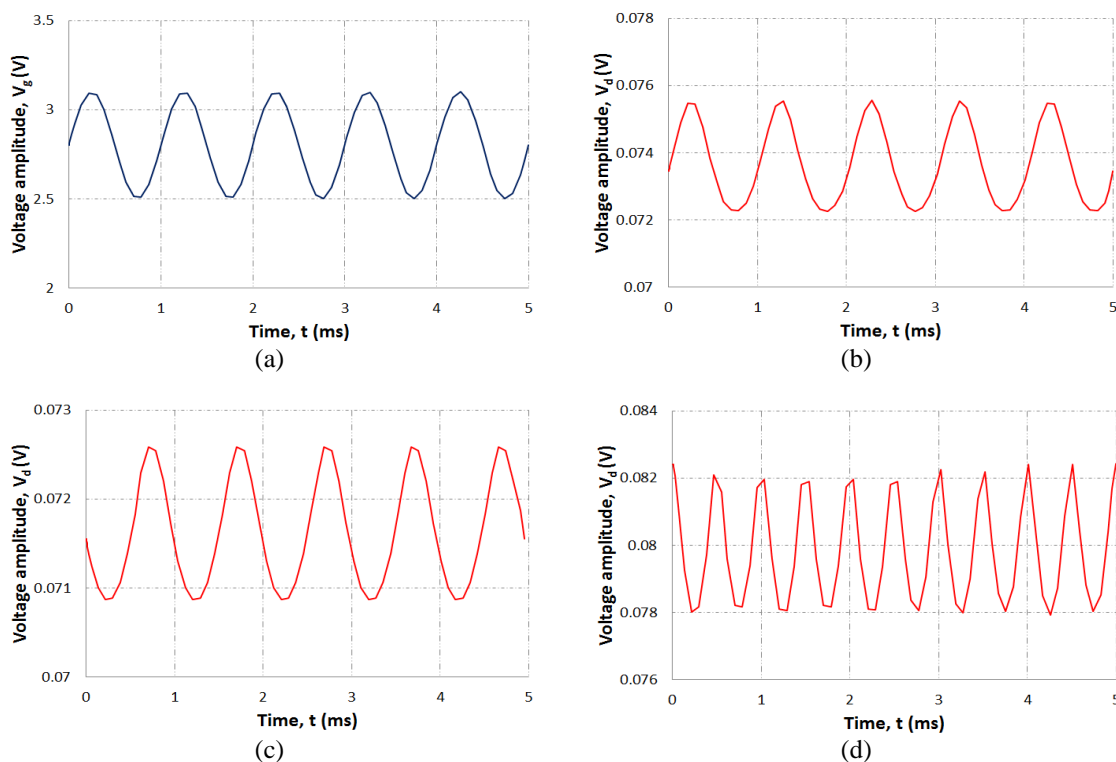 3.5
3
2.5
2
Voltage amplitude, Vg (V)
0 1 2 3 4 5
Time, t (ms)
(a)
0.078
0.076
0.074
0.072
0.07
Voltage amplitude, Vd (V)
0 1 2 3 4 5
Time, t (ms)
(b)
0.073
0.072
0.071
0.07
Voltage amplitude, Vd (V)
0 1 2 3 4 5
Time, t (ms)
(c)
0.084
0.082
0.08
0.078
0.076
Voltage amplitude, Vd (V)
0 1 2 3 4 5
Time, t (ms)
(d)